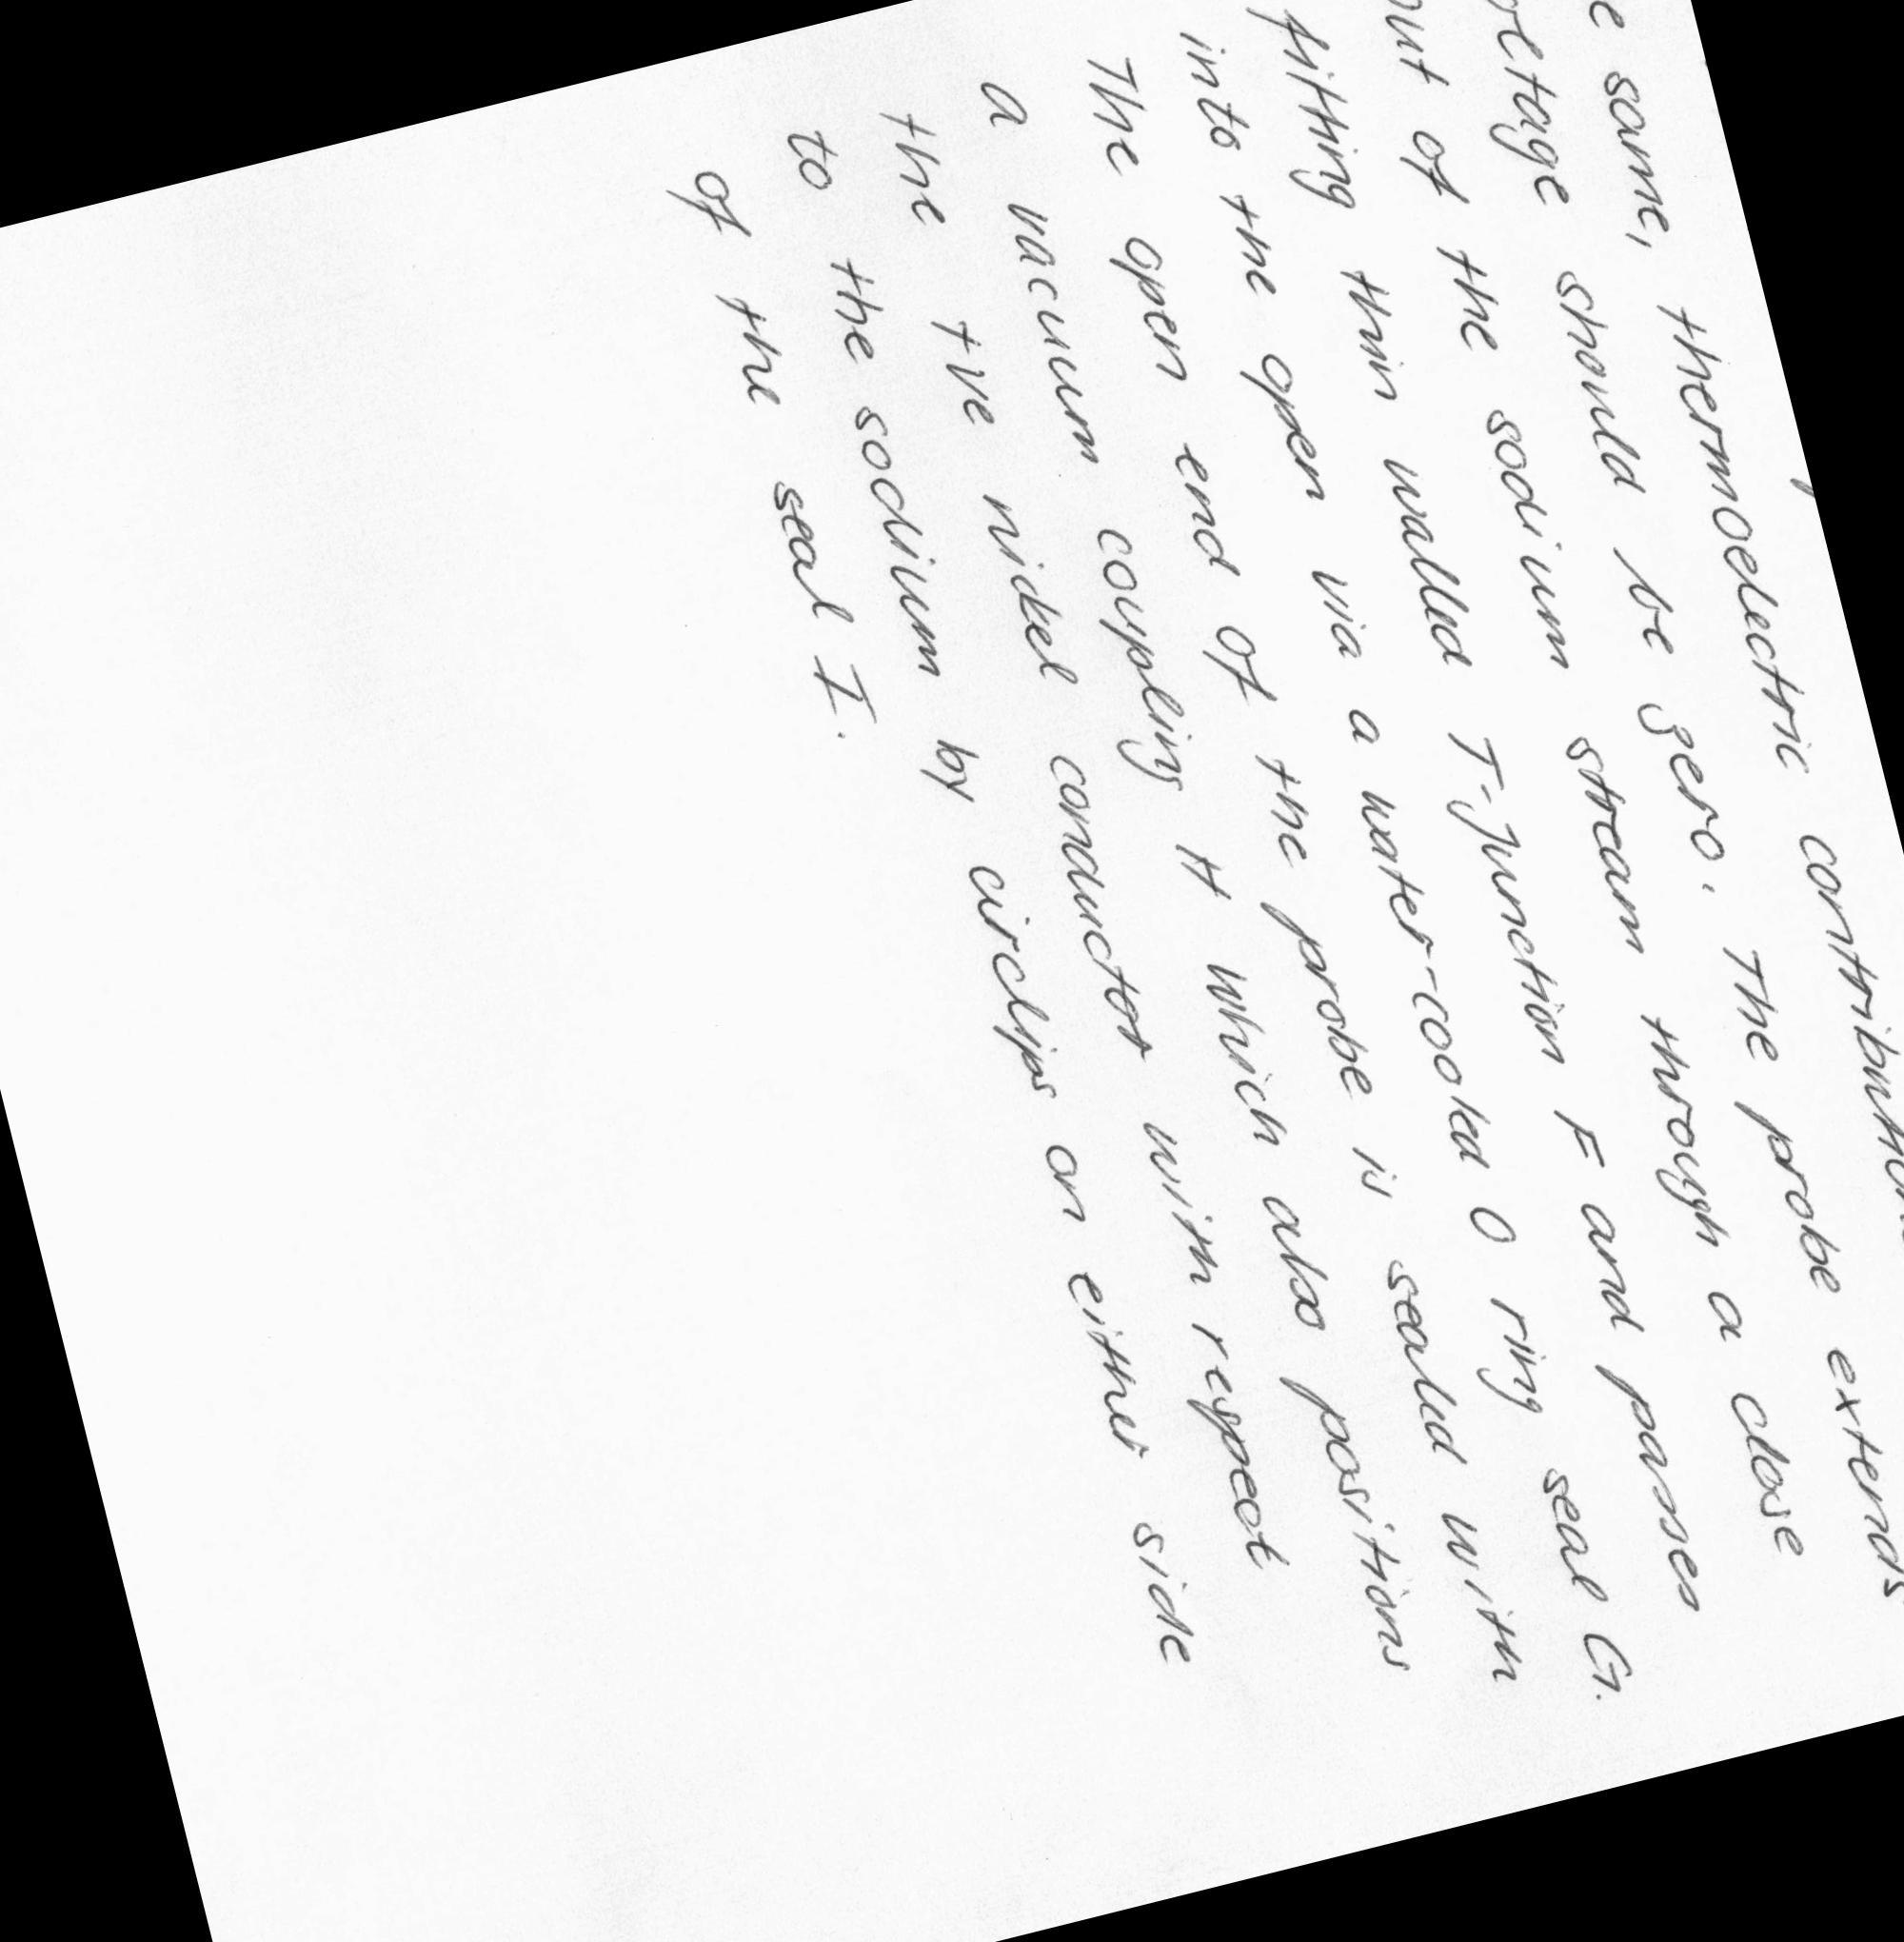 same, thermoelectric
should be zero. The probe extends
of the sodium stream through a close
fitting thin walled T-Junction F and passes
into the open via a water-cooled O ring seal G.
The open end of the probe is sealed with
a vacuum coupling H which also positions
the +ve nickel conductor with respect
to the sodium by circlips on either side
of the seal I.